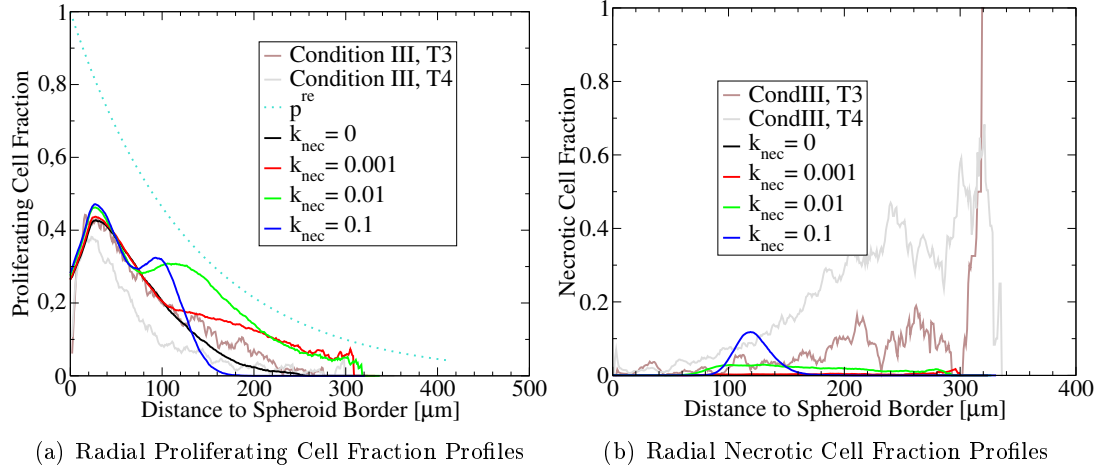 1
0.8
0.6
0.4
0.2
0
0 100 200 300 400 500
Proliferating Cell Fraction
Distance to Spheroid Border [μm]
Condition III, T3
Condition III, T4
p^re
k_nec= 0
k_nec= 0.001
k_nec= 0.01
k_nec= 0.1
(a) Radial Proliferating Cell Fraction Profiles
1
0.8
0.6
0.4
0.2
0
0 100 200 300 400
Necrotic Cell Fraction
Distance to Spheroid Border [μm]
CondIII, T3
CondIII, T4
k_nec= 0
k_nec= 0.001
k_nec= 0.01
k_nec= 0.1
(b) Radial Necrotic Cell Fraction Profiles